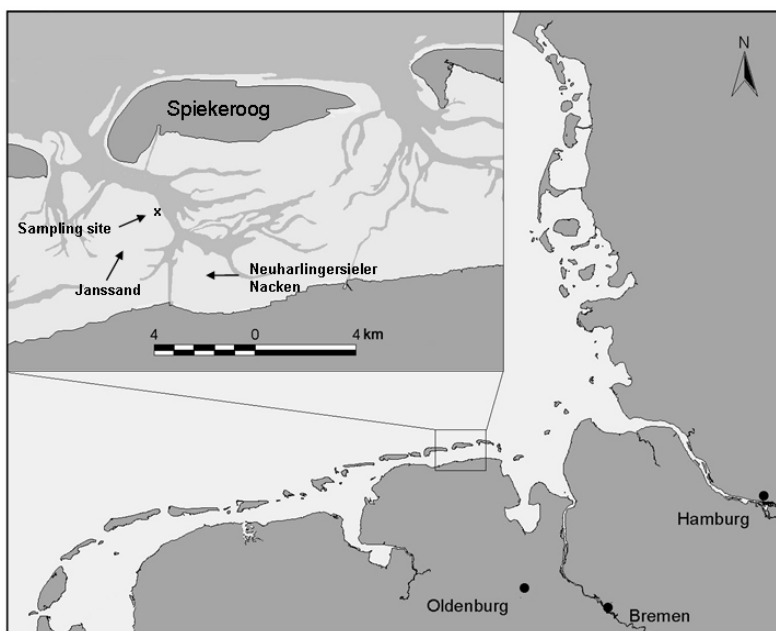 N
Spiekeroog
Sampling site
x
Janssand
Neuharlingersieler
Nacken
4 0 4 km
Hamburg
Oldenburg
Bremen